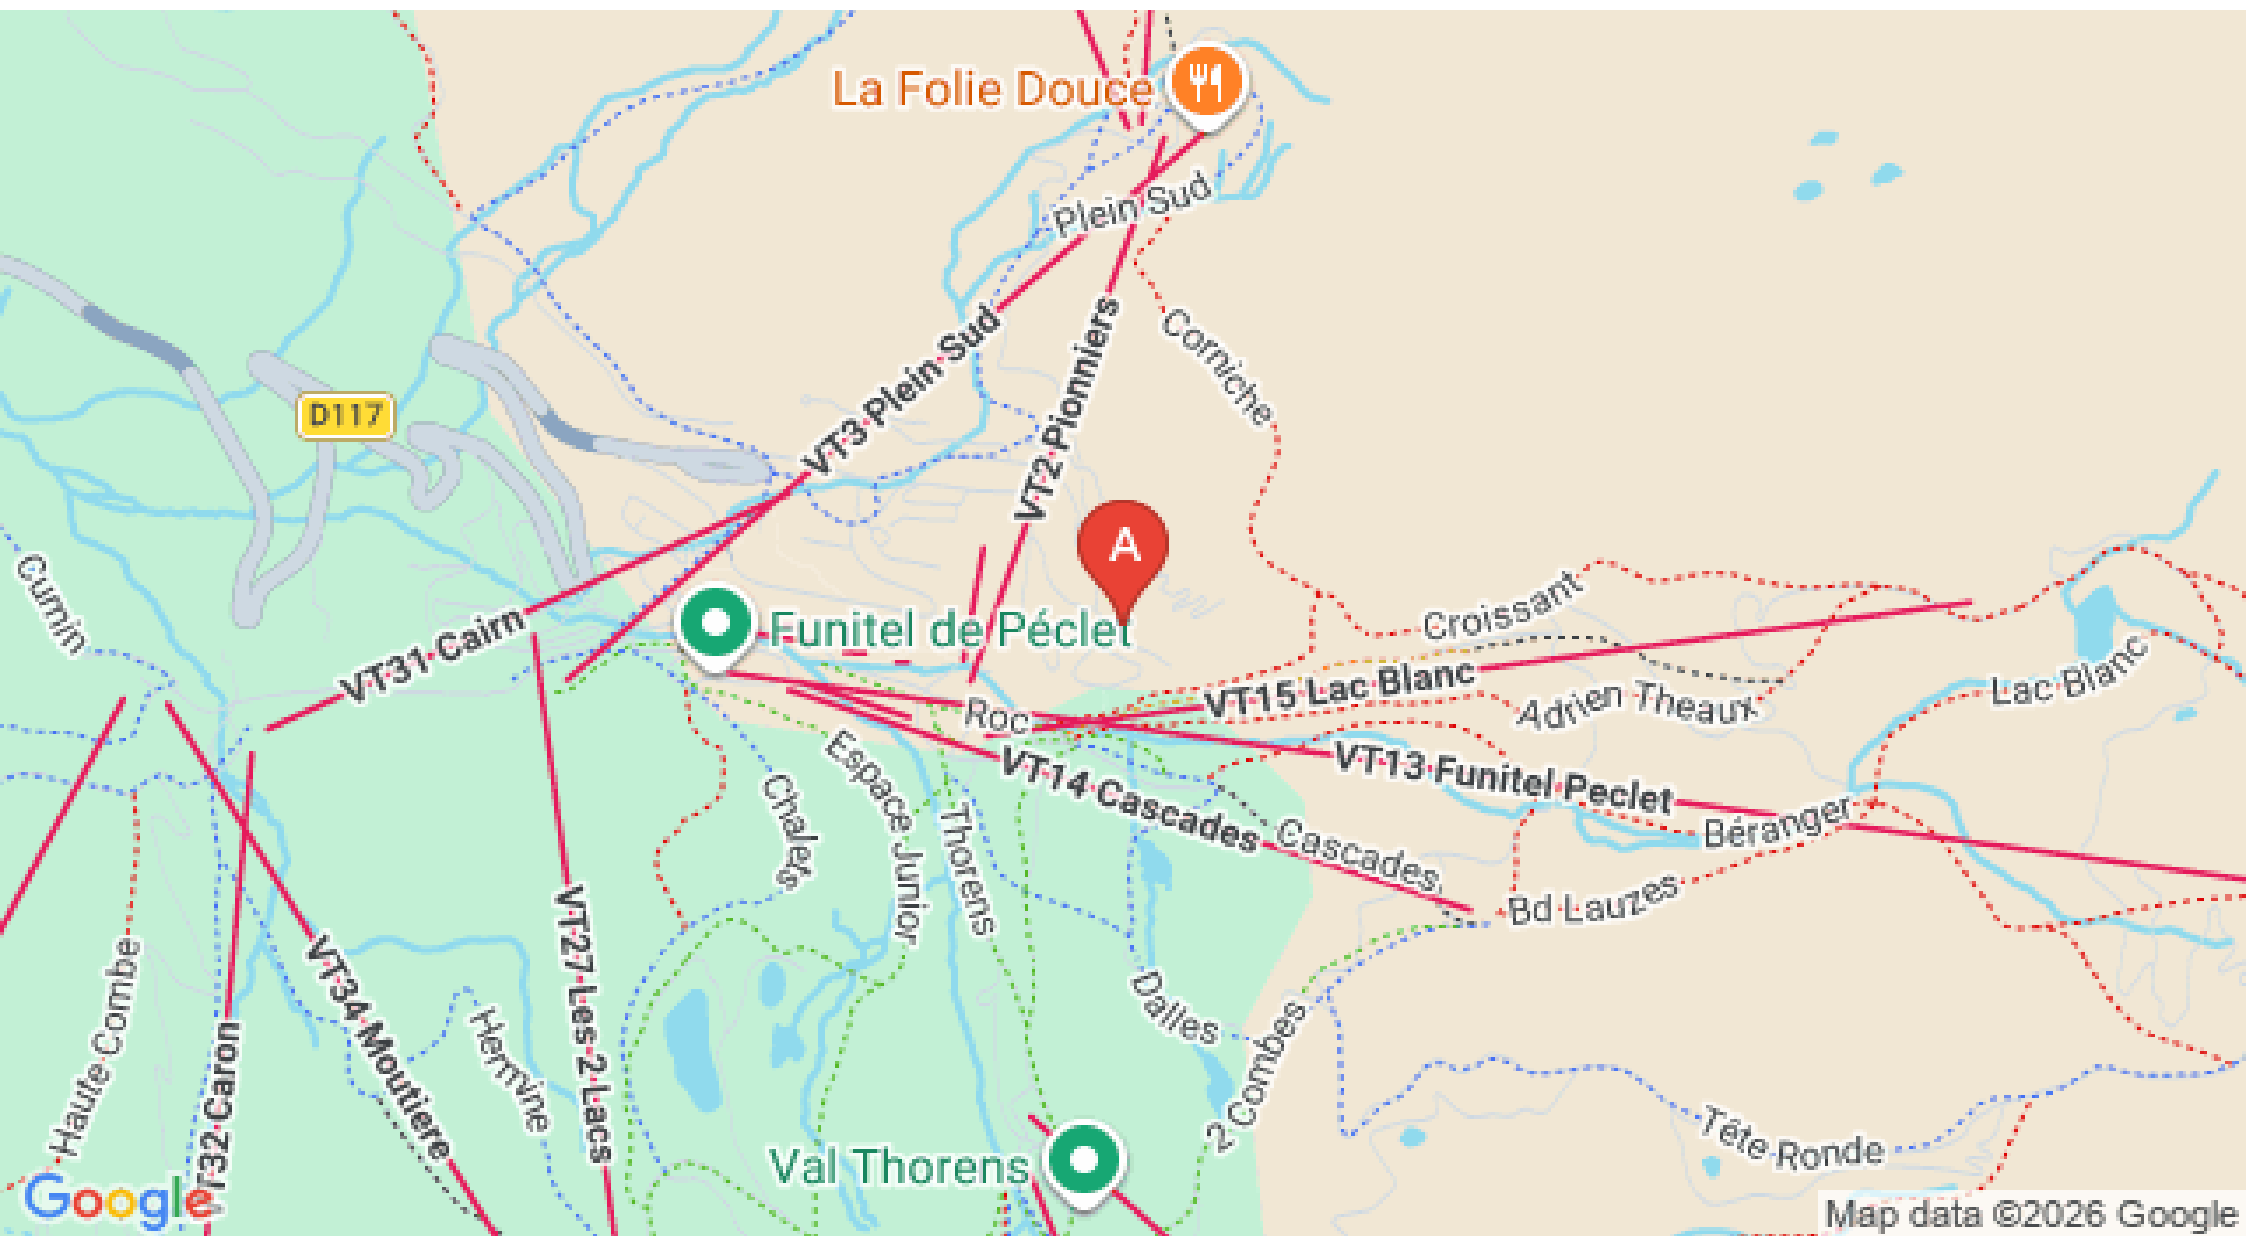 La Folie Douce
Plein Sud
VT3 Plein Sud
VT2 Pionniers
Corniche
D117
A
Cumin
VT31 Cairn
Funitel de Péclet
Croissant
VT15 Lac Blanc
Adrien Theaux
Lac Blanc
Roc
VT14 Cascades
VT13 Funitel Peclet
Béranger
Cascades
Bd Lauzes
Chalets
Espace Junior
Thorens
Dalles
2 Combes
Haute Combe
VT34 Moutiere
Hermine
VT27 Les 2 Lacs
T32 Caron
Val Thorens
Tête Ronde
Google
Map data ©2026 Google